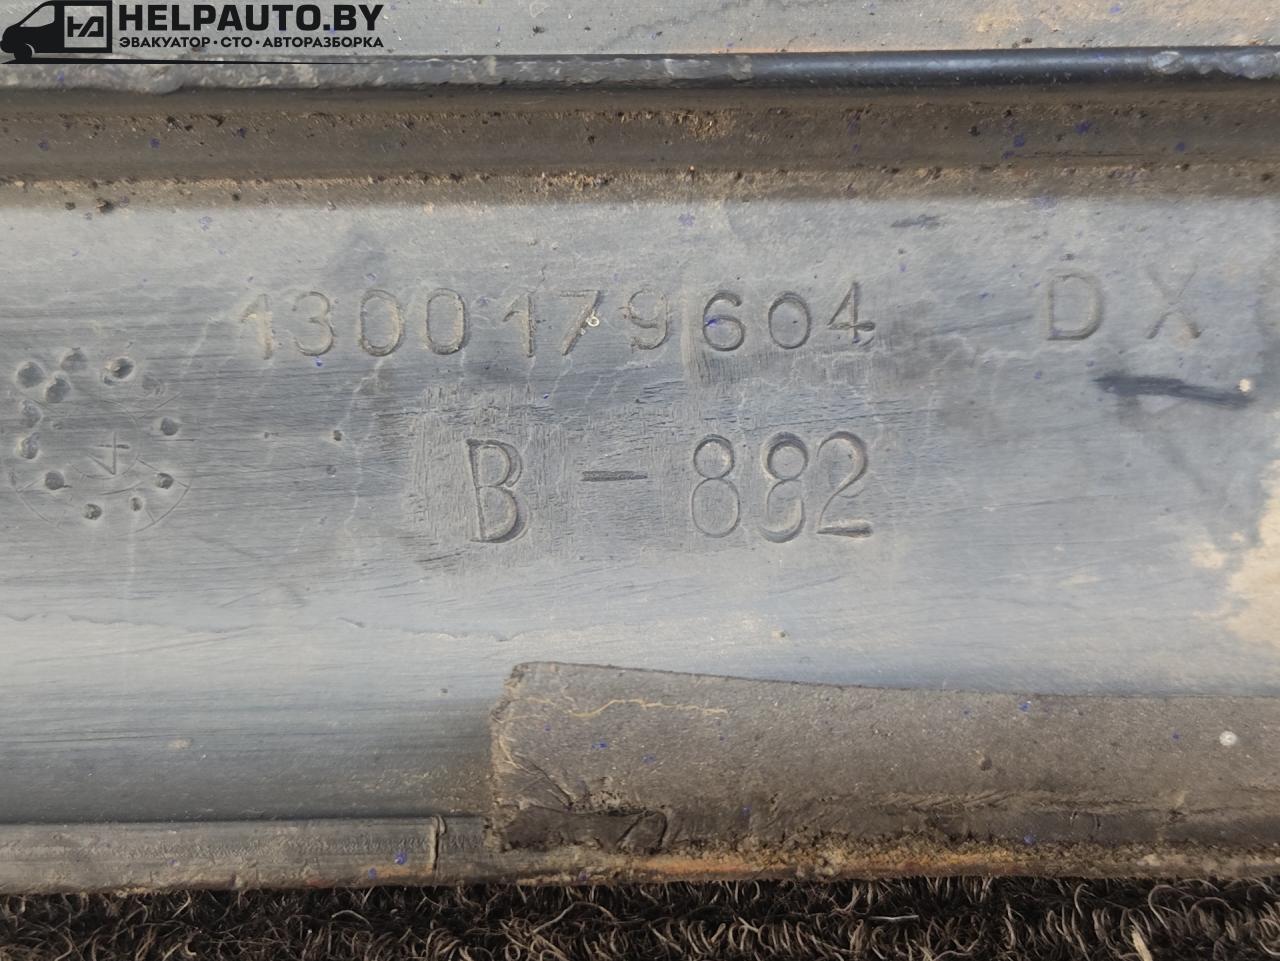 HELPAUTO.BY
ЭВАКУАТОР · СТО · АВТОРАЗБОРКА
1300179604 DX
B - 882